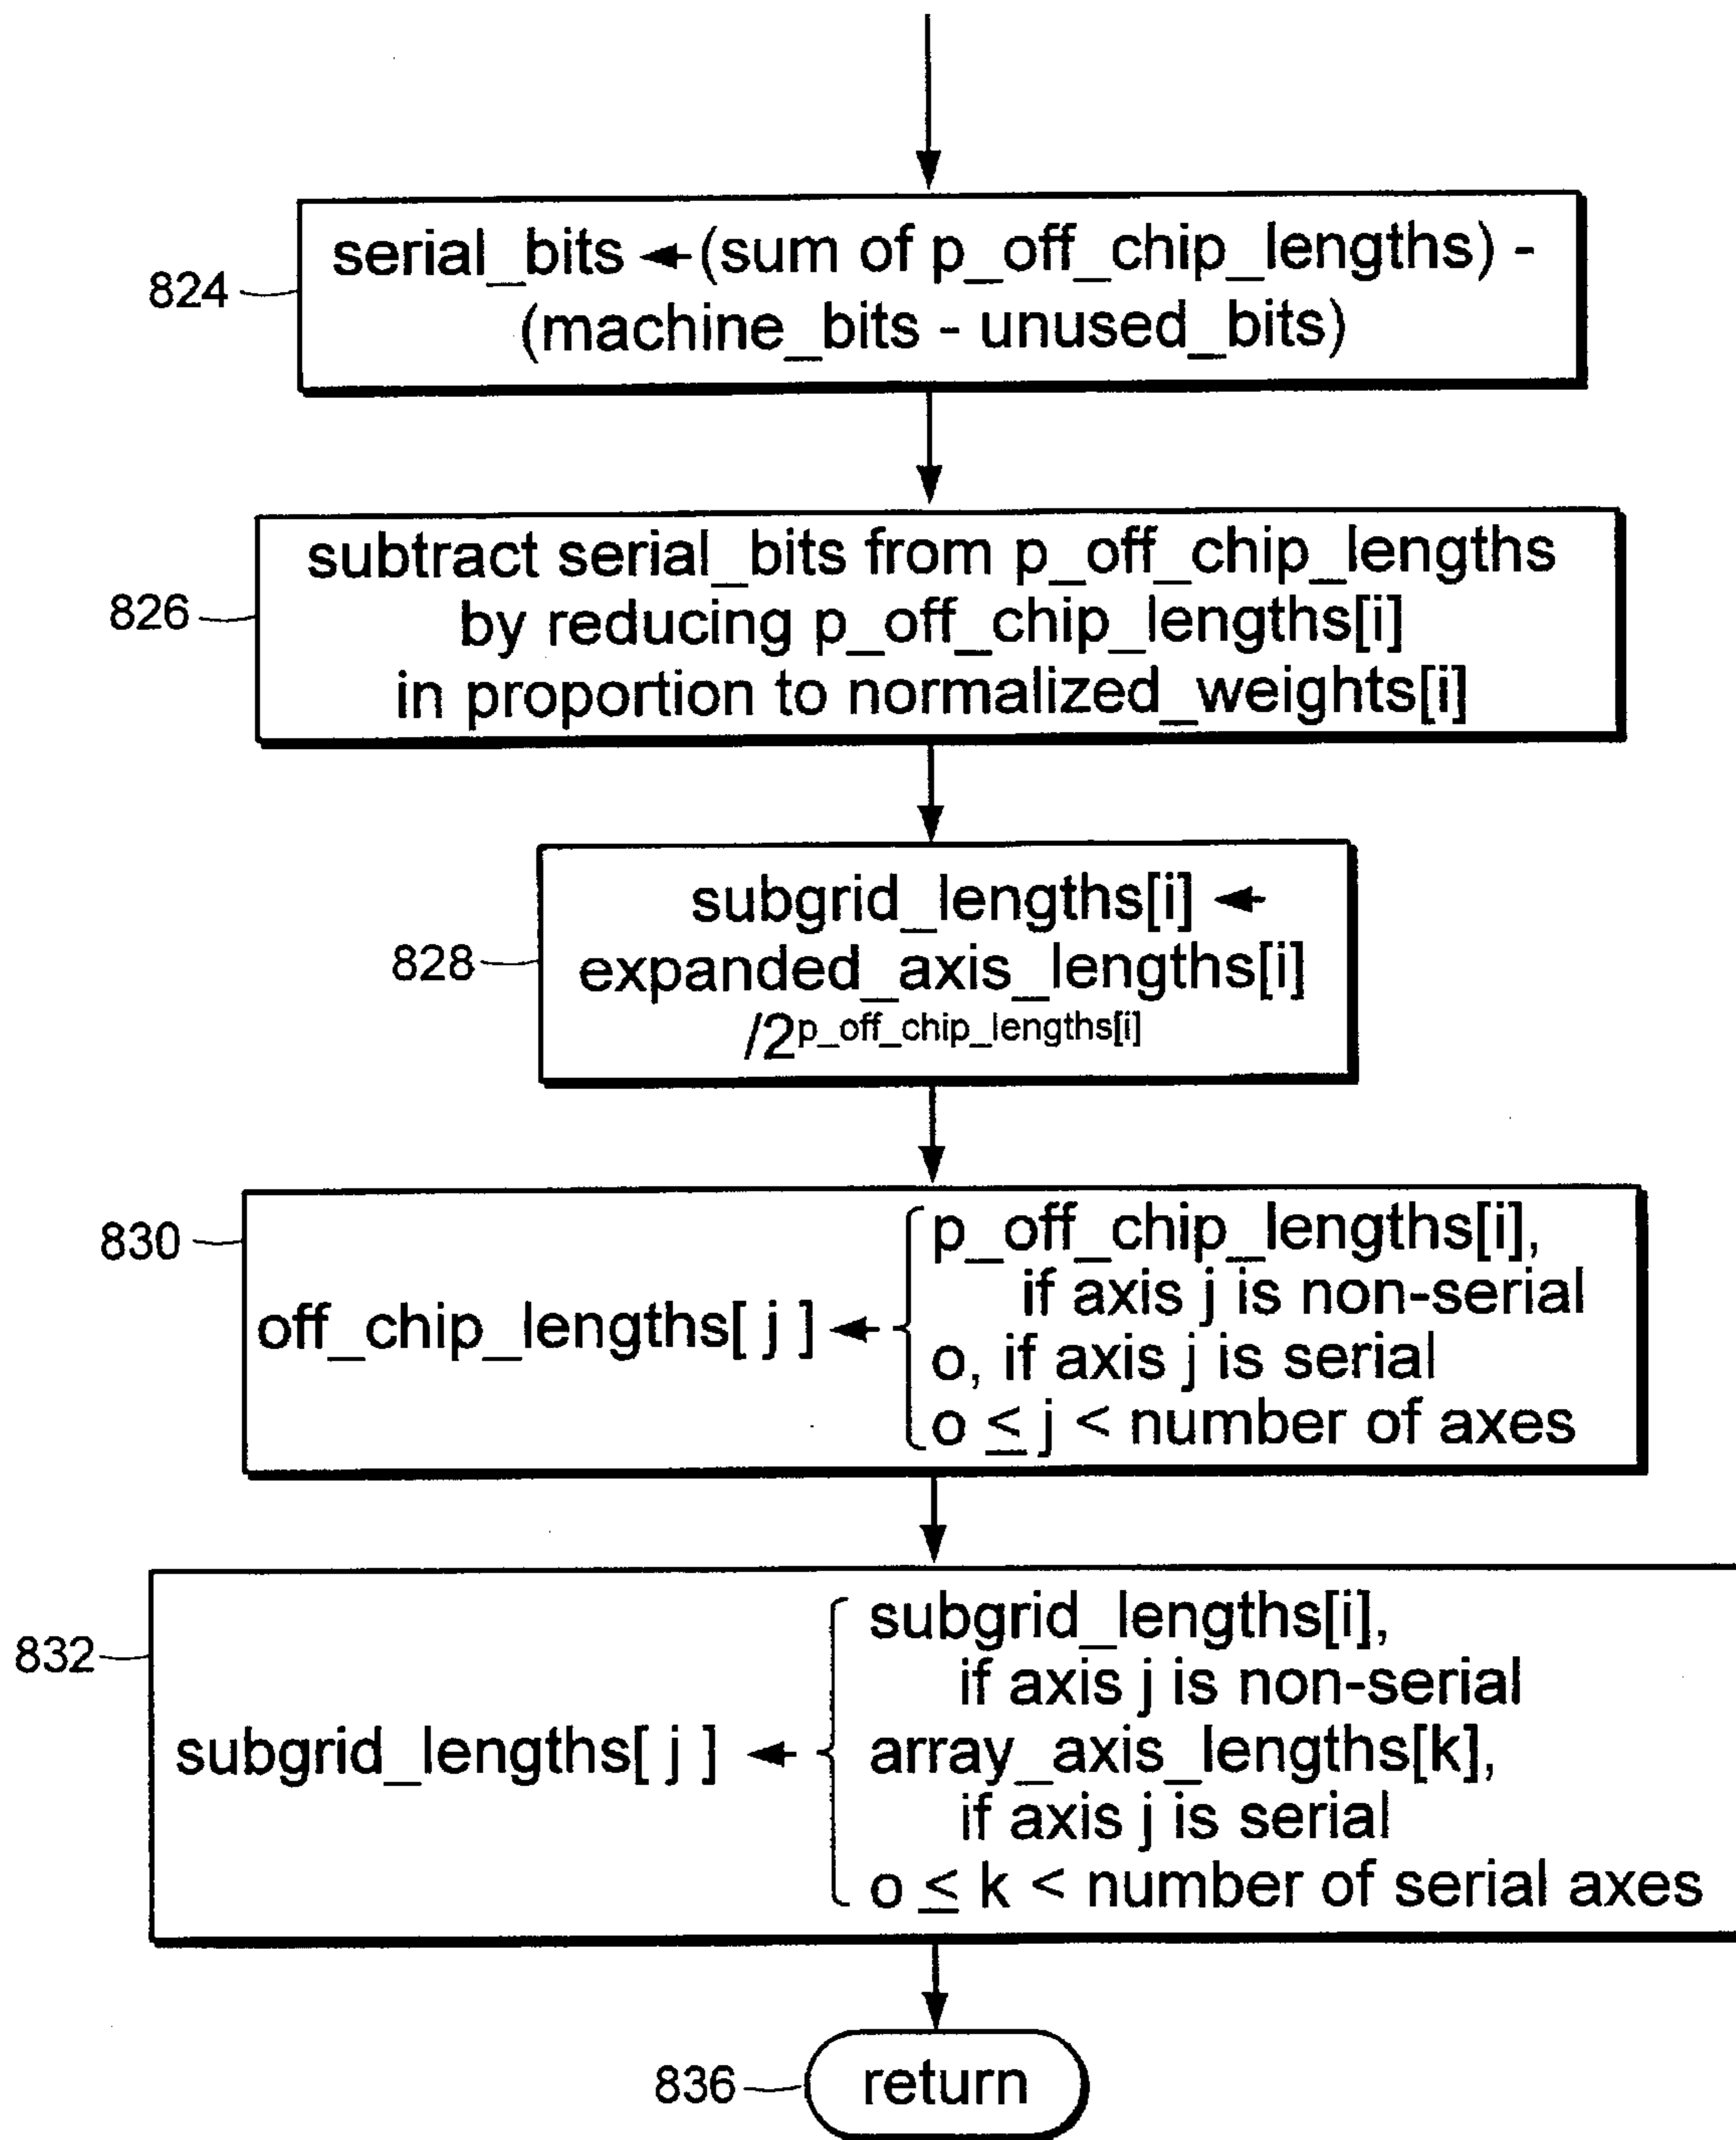 824
serial_bits ←(sum of p_off_chip_lengths) -
(machine_bits - unused_bits)
826
subtract serial_bits from p_off_chip_lengths
by reducing p_off_chip_lengths[i]
in proportion to normalized_weights[i]
828
subgrid_lengths[i] ←
expanded_axis_lengths[i]
/2^p_off_chip_lengths[i]
830
off_chip_lengths[ j ] ←
p_off_chip_lengths[i],
if axis j is non-serial
o, if axis j is serial
o ≤ j < number of axes
832
subgrid_lengths[ j ] ←
subgrid_lengths[i],
if axis j is non-serial
array_axis_lengths[k],
if axis j is serial
o ≤ k < number of serial axes
836
return